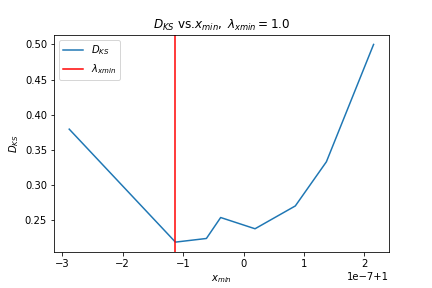 D_KS vs.x_min, λ_xmin = 1.0
D_KS
λ_xmin
0.50
0.45
0.40
0.35
0.30
0.25
D_KS
−3
−2
−1
0
1
2
x_min
1e-7+1